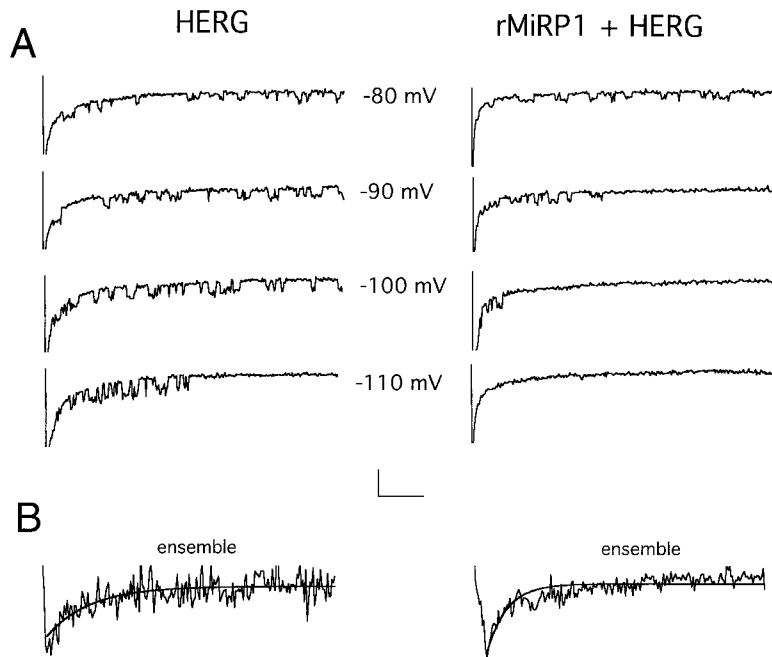 HERG
rMiRP1 + HERG
A
-80 mV
-90 mV
-100 mV
-110 mV
B
ensemble
ensemble